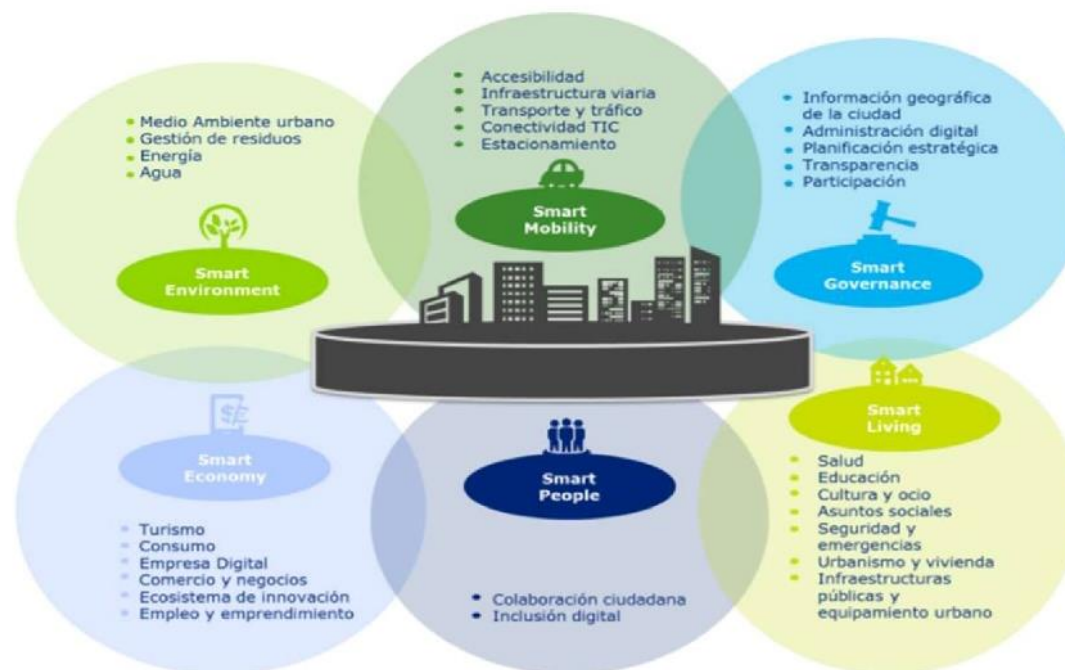 Medio Ambiente urbano
Gestión de residuos
Energía
Agua
Smart
Environment
Accesibilidad
Infraestructura viaria
Transporte y tráfico
Conectividad TIC
Estacionamiento
Smart
Mobility
Información geográfica
de la ciudad
Administración digital
Planificación estratégica
Transparencia
Participación
Smart
Governance
Smart
Economy
Turismo
Consumo
Empresa Digital
Comercio y negocios
Ecosistema de innovación
Empleo y emprendimiento
Smart
People
Colaboración ciudadana
Inclusión digital
Smart
Living
Salud
Educación
Cultura y ocio
Asuntos sociales
Seguridad y
emergencias
Urbanismo y vivienda
Infraestructuras
públicas y
equipamiento urbano